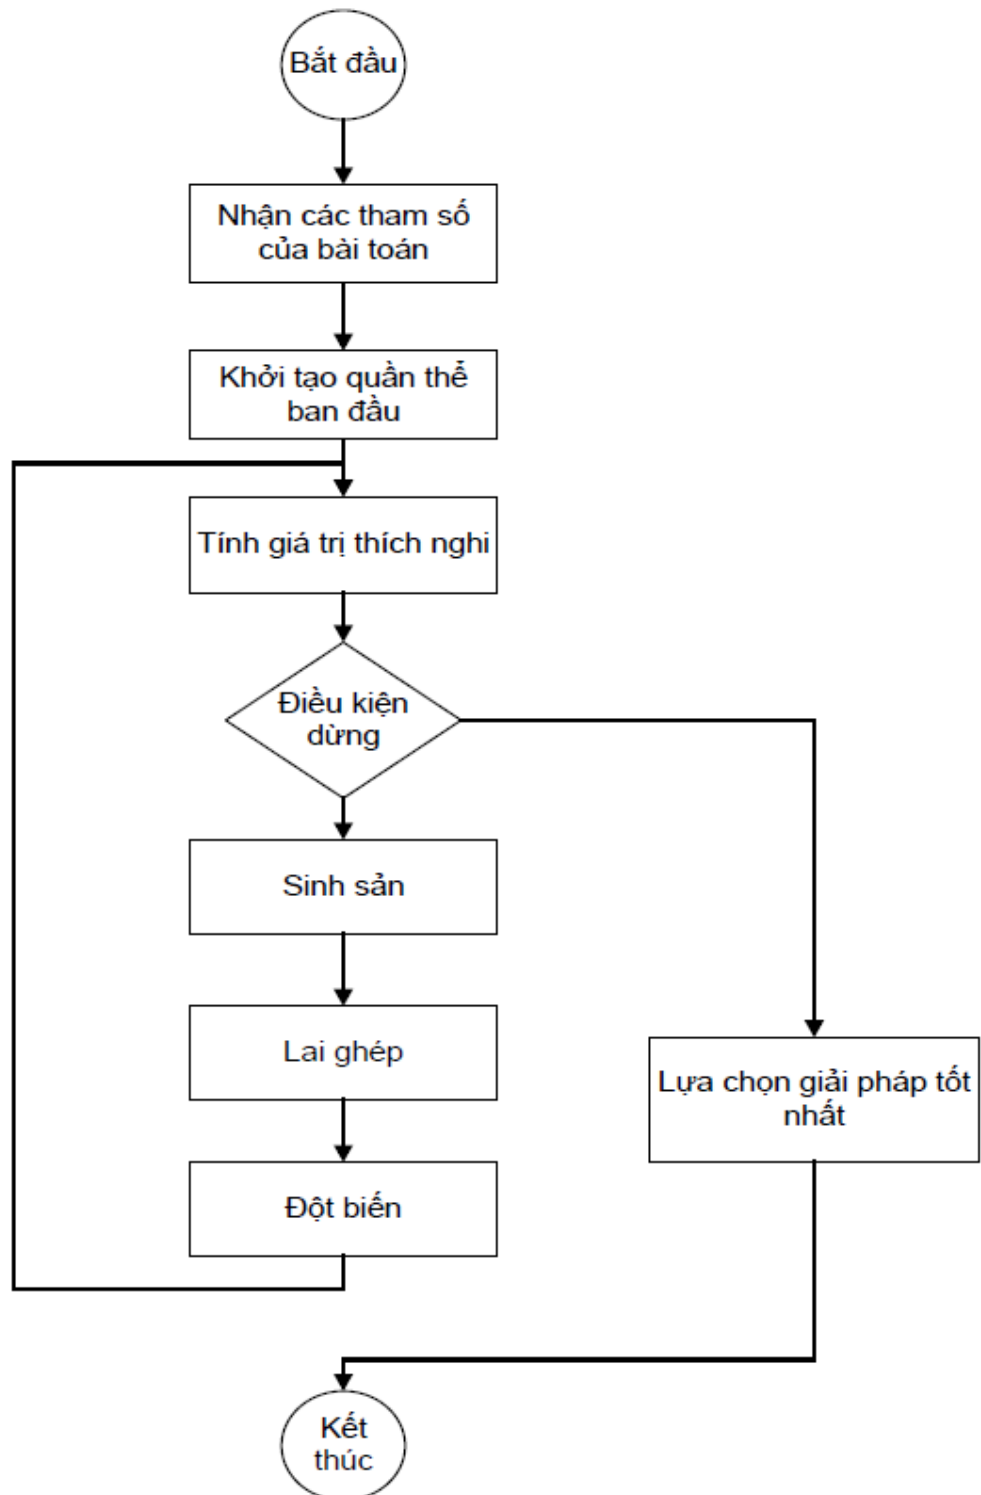 Bắt đầu
Nhận các tham số
của bài toán
Khởi tạo quần thể
ban đầu
Tính giá trị thích nghi
Điều kiện
dừng
Sinh sản
Lai ghép
Đột biến
Lựa chọn giải pháp tốt
nhất
Kết
thúc